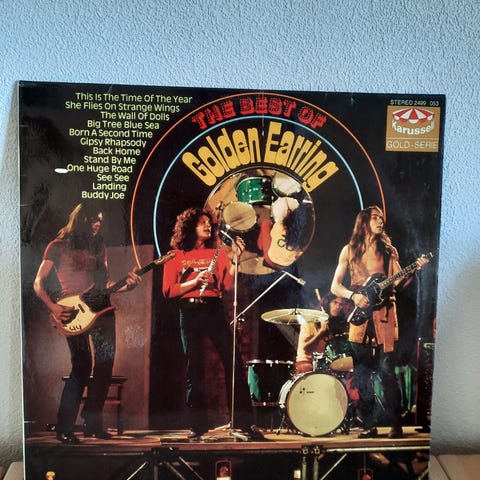 This Is The Time Of The Year
She Flies On Strange Wings
The Wall Of Dolls
Big Tree Blue Sea
Born A Second Time
Gipsy Rhapsody
Back Home
Stand By Me
One Huge Road
See See
Landing
Buddy Joe
THE BEST OF
Golden Earring
STEREO 2499 053
Karussell
GOLD-SERIE